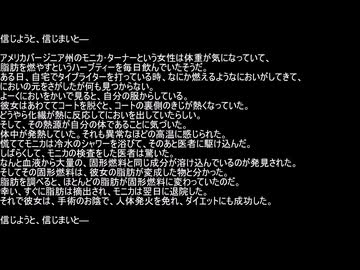 信じようと、信じまいと―
アメリカバージニア州のモニカ・ターナーという女性は体重が気になっていて、
脂肪を燃やすというハーブティーを毎日飲んでいたそうだ。
ある日、自宅でタイプライターを打っている時、なにか燃えるようなにおいがしてきて、
においの元をさがしたが何も見つからない。
よーくにおいをかいで見ると、自分の服からしている。
彼女はあわててコートを脱ぐと、コートの裏側のきじが熱くなっていた。
どうやら化繊が熱に反応してにおいを出していたらしい。
そして、その熱源が自分の体であることに気づいた。
体中が発熱していた。それも異常なほどの高温に感じられた。
慌ててモニカは冷水のシャワーを浴びて、そのあと医者に駆け込んだ。
しばらくして、モニカの検査をした医者は驚いた。
なんと血液から大量の、固形燃料と同じ成分が溶け込んでいるのが発見された。
そしてその固形燃料は、彼女の脂肪が変成した物と分かった。
脂肪を調べると、ほとんどの脂肪が固形燃料に変わっていたのだ。
幸い、すぐに脂肪は摘出され、モニカは翌日に退院した。
それで彼女は、手術のお陰で、人体発火を免れ、ダイエットにも成功した。
信じようと、信じまいと―